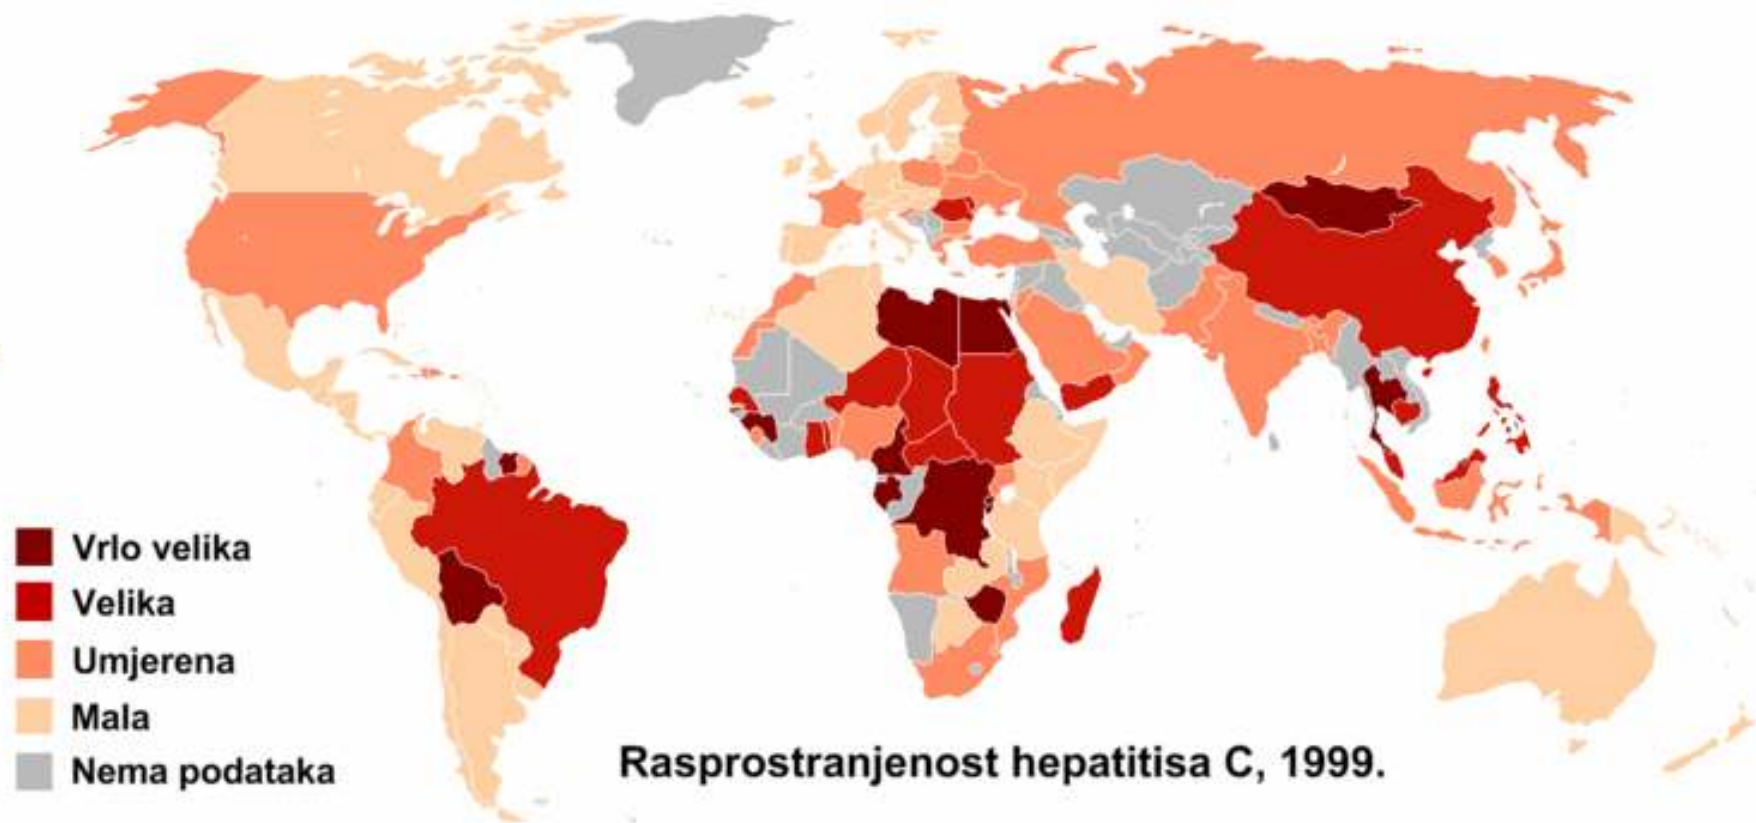 Vrlo velika
Velika
Umjerena
Mala
Nema podataka
Rasprostranjenost hepatitisa C, 1999.